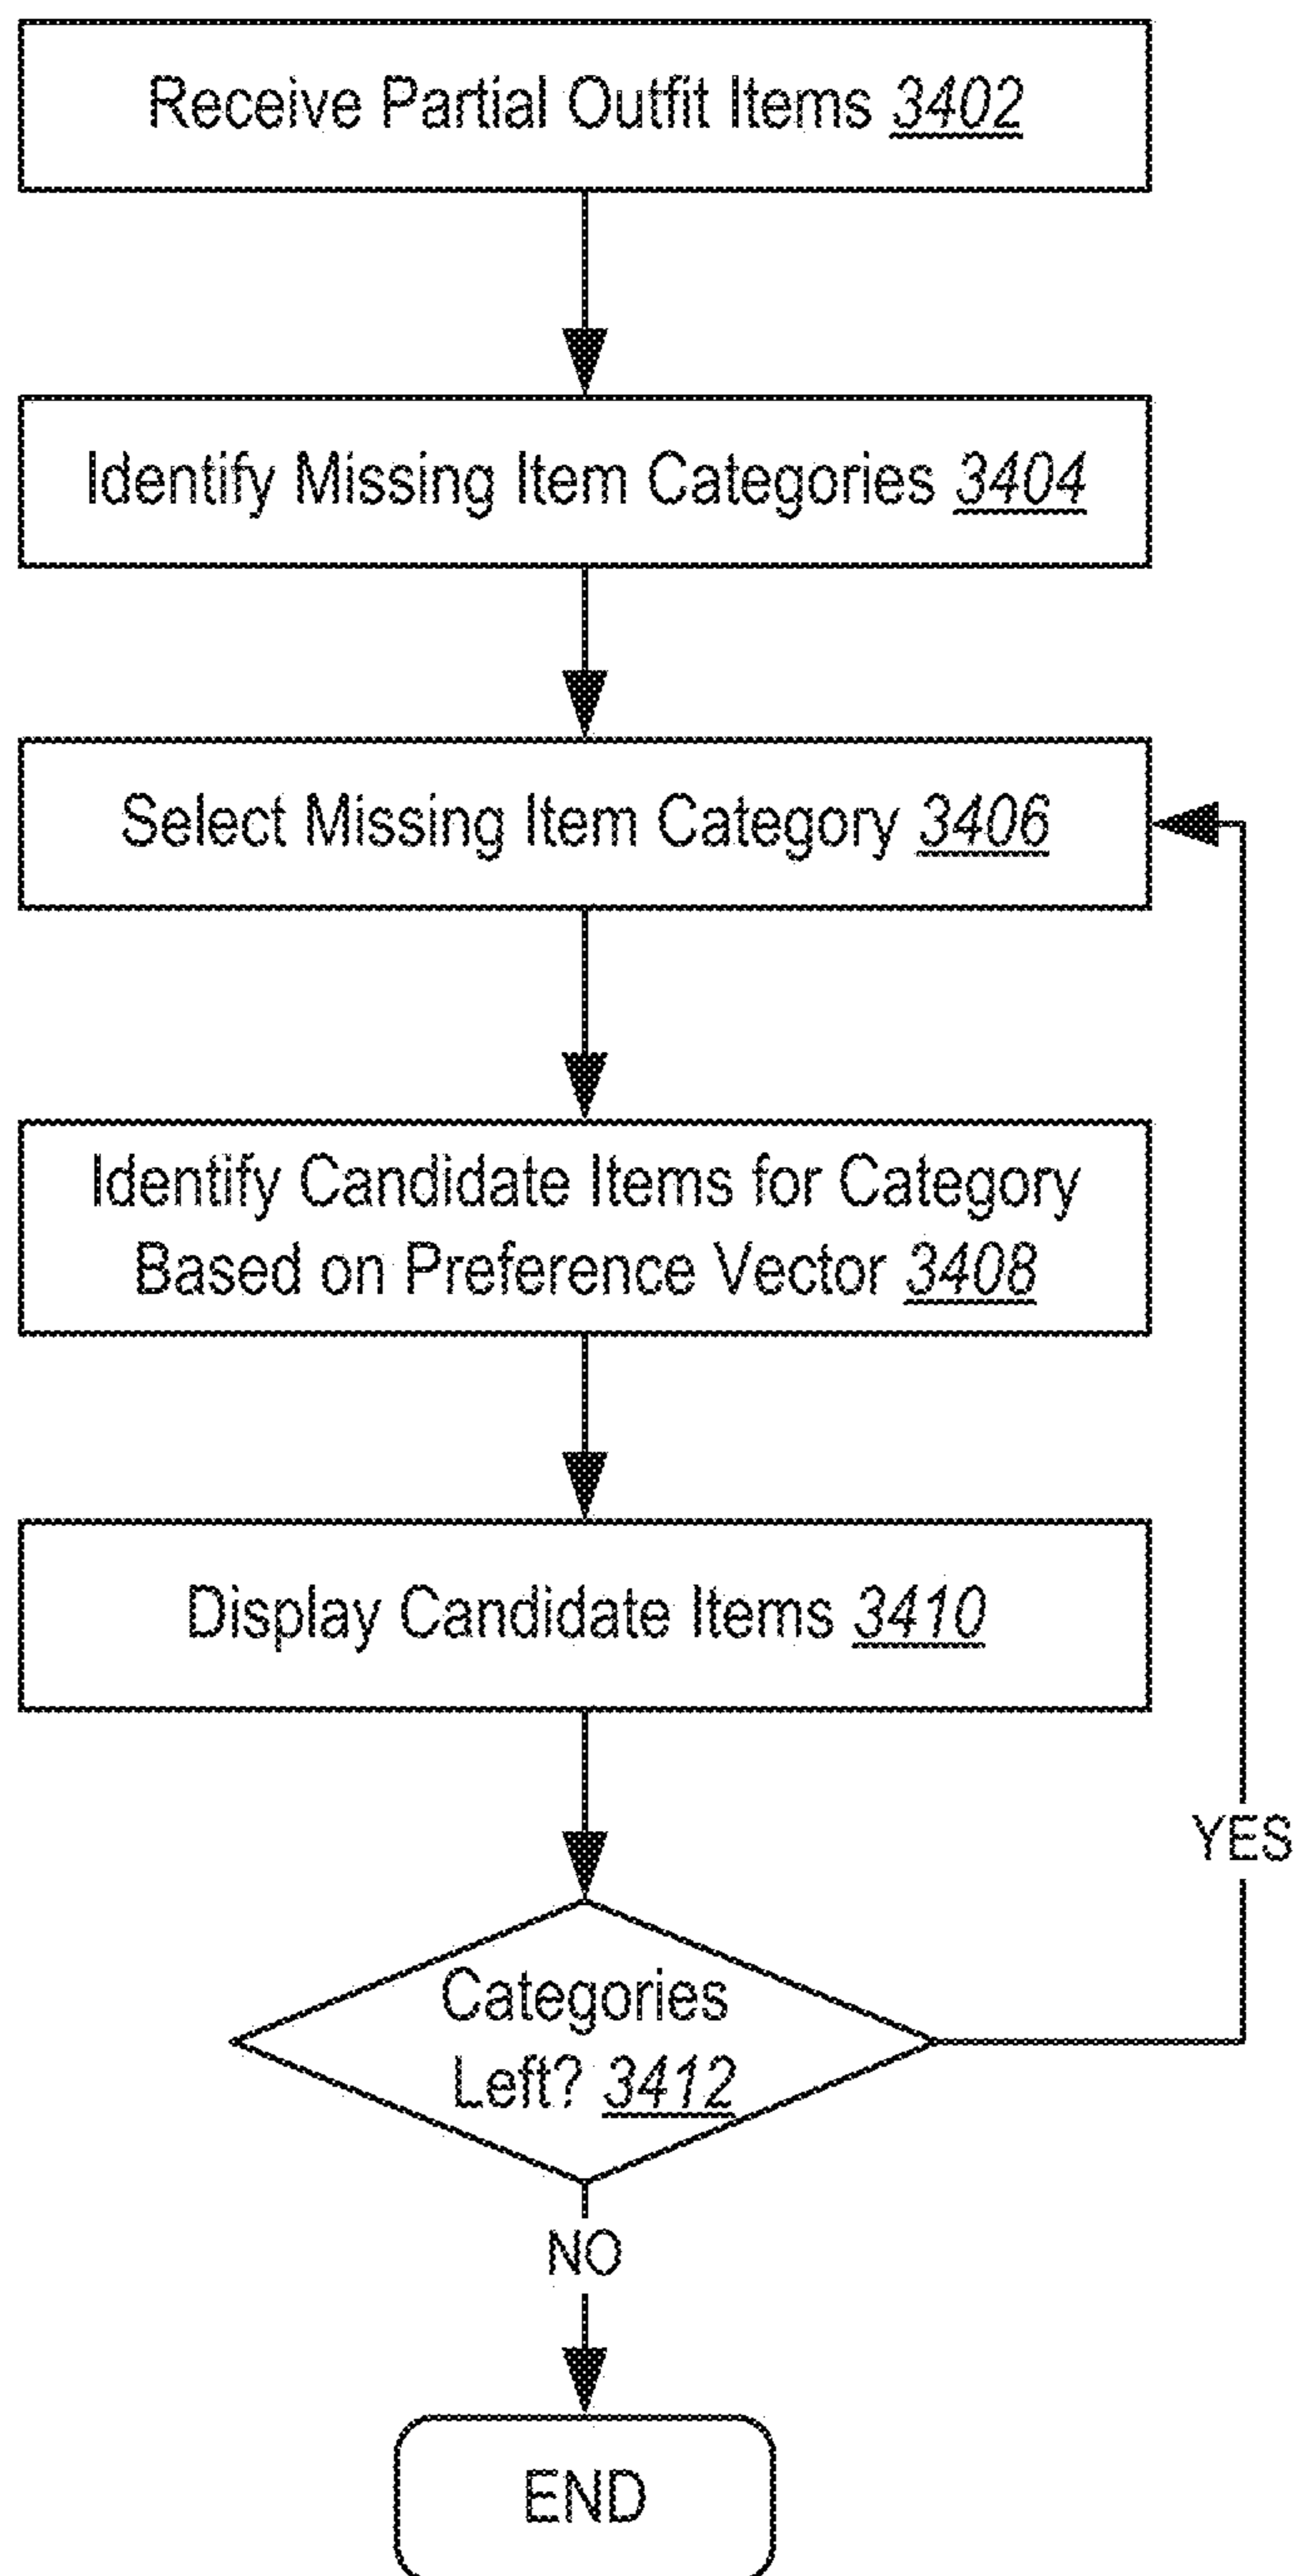 Receive Partial Outfit Items 3402
Identify Missing Item Categories 3404
Select Missing Item Category 3406
Identify Candidate Items for Category
Based on Preference Vector 3408
Display Candidate Items 3410
YES
Categories
Left? 3412
NO
END